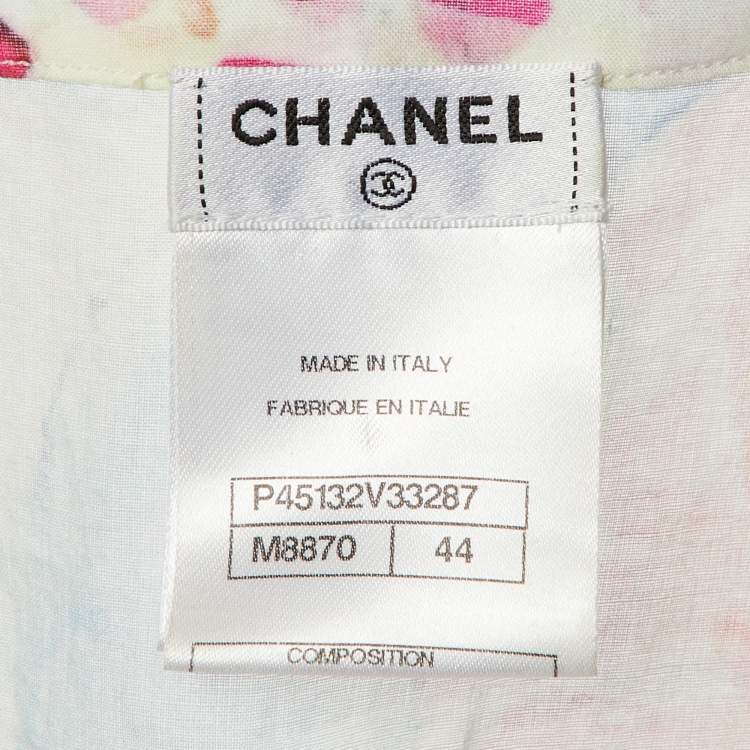 CHANEL
MADE IN ITALY
FABRIQUE EN ITALIE
P45132V33287
M8870 44
COMPOSITION